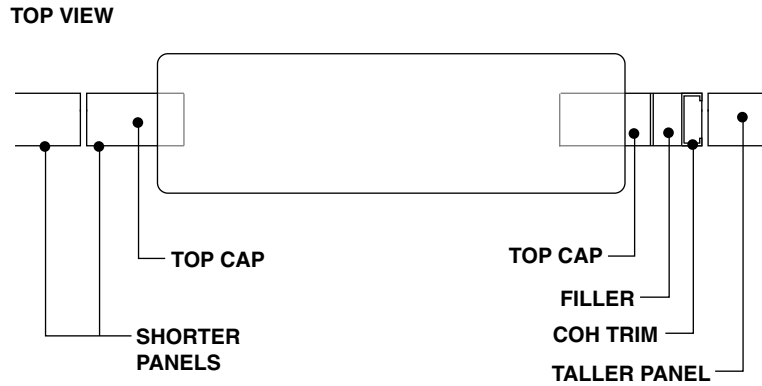 TOP VIEW
TOP CAP
TOP CAP
FILLER
SHORTER
PANELS
COH TRIM
TALLER PANEL